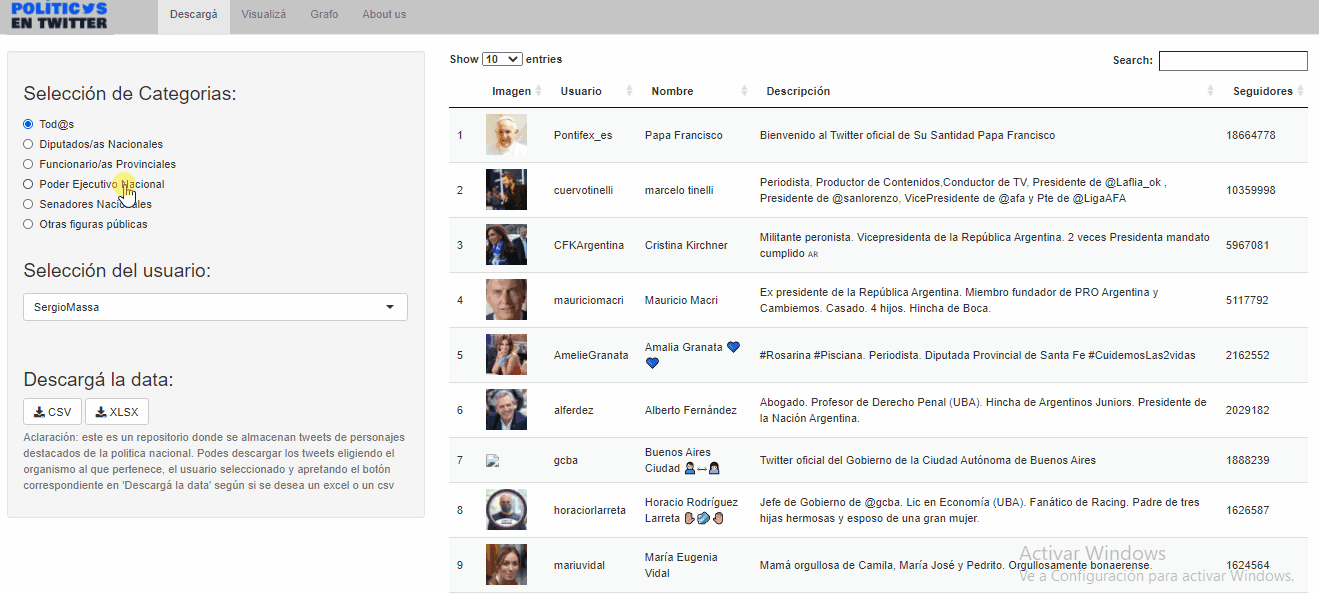 POLÍTICOS
EN TWITTER
Descargá Visualizá Grafo About us
Selección de Categorias:
Tod@s
Diputados/as Nacionales
Funcionario/as Provinciales
Poder Ejecutivo Nacional
Senadores Nacionales
Otras figuras públicas
Selección del usuario:
SergioMassa
Descargá la data:
CSV XLSX
Aclaración: este es un repositorio donde se almacenan tweets de personajes
destacados de la politica nacional. Podes descargar los tweets eligiendo el
organismo al que pertenece, el usuario seleccionado y apretando el botón
correspondiente en 'Descargá la data' según si se desea un excel o un csv
Show 10 entries
Search:
Imagen Usuario Nombre Descripción Seguidores
1 Pontifex_es Papa Francisco Bienvenido al Twitter oficial de Su Santidad Papa Francisco 18664778
2 cuervotinelli marcelo tinelli Periodista, Productor de Contenidos,Conductor de TV, Presidente de @Laflia_ok ,
Presidente de @sanlorenzo, VicePresidente de @afa y Pte de @LigaAFA 10359998
3 CFKArgentina Cristina Kirchner Militante peronista. Vicepresidenta de la República Argentina. 2 veces Presidenta mandato
cumplido AR 5967081
4 mauriciomacri Mauricio Macri Ex presidente de la República Argentina. Miembro fundador de PRO Argentina y
Cambiemos. Casado. 4 hijos. Hincha de Boca. 5117792
5 AmelieGranata Amalia Granata 💙
💙 #Rosarina #Pisciana. Periodista. Diputada Provincial de Santa Fe #CuidemosLas2vidas 2162552
6 alferdez Alberto Fernández Abogado. Profesor de Derecho Penal (UBA). Hincha de Argentinos Juniors. Presidente de
la Nación Argentina. 2029182
7 gcba Buenos Aires
Ciudad Twitter oficial del Gobierno de la Ciudad Autónoma de Buenos Aires 1888239
8 horaciorlarreta Horacio Rodríguez
Larreta Jefe de Gobierno de @gcba. Lic en Economía (UBA). Fanático de Racing. Padre de tres
hijas hermosas y esposo de una gran mujer. 1626587
9 mariuvidal María Eugenia
Vidal Mamá orgullosa de Camila, María José y Pedrito. Orgullosamente bonaerense. 1624564
Activar Windows
Ve a Configuración para activar Windows.